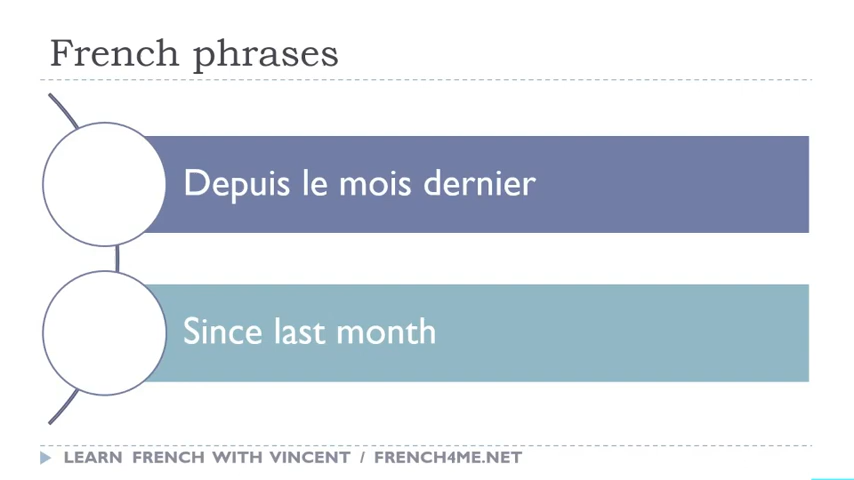 French phrases
Depuis le mois dernier
Since last month
LEARN FRENCH WITH VINCENT / FRENCH4ME.NET